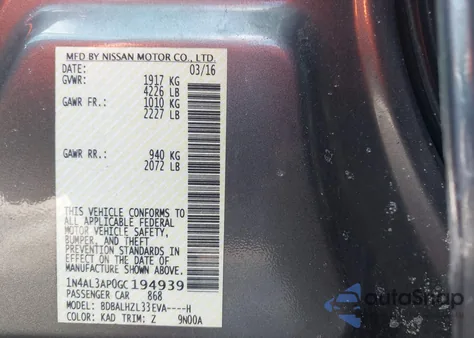 MFD BY NISSAN MOTOR CO., LTD.
DATE: 03/16
GVWR: 1917 KG
4226 LB
GAWR FR.: 1010 KG
2227 LB
GAWR RR.: 940 KG
2072 LB
THIS VEHICLE CONFORMS TO
ALL APPLICABLE FEDERAL
MOTOR VEHICLE SAFETY,
BUMPER, AND THEFT
PREVENTION STANDARDS IN
EFFECT ON THE DATE OF
MANUFACTURE SHOWN ABOVE.
1N4AL3AP0GC194939
PASSENGER CAR 868
MODEL: BDBALHZL33EVA----H
COLOR: KAD TRIM: Z 9N00A
AutoSnap